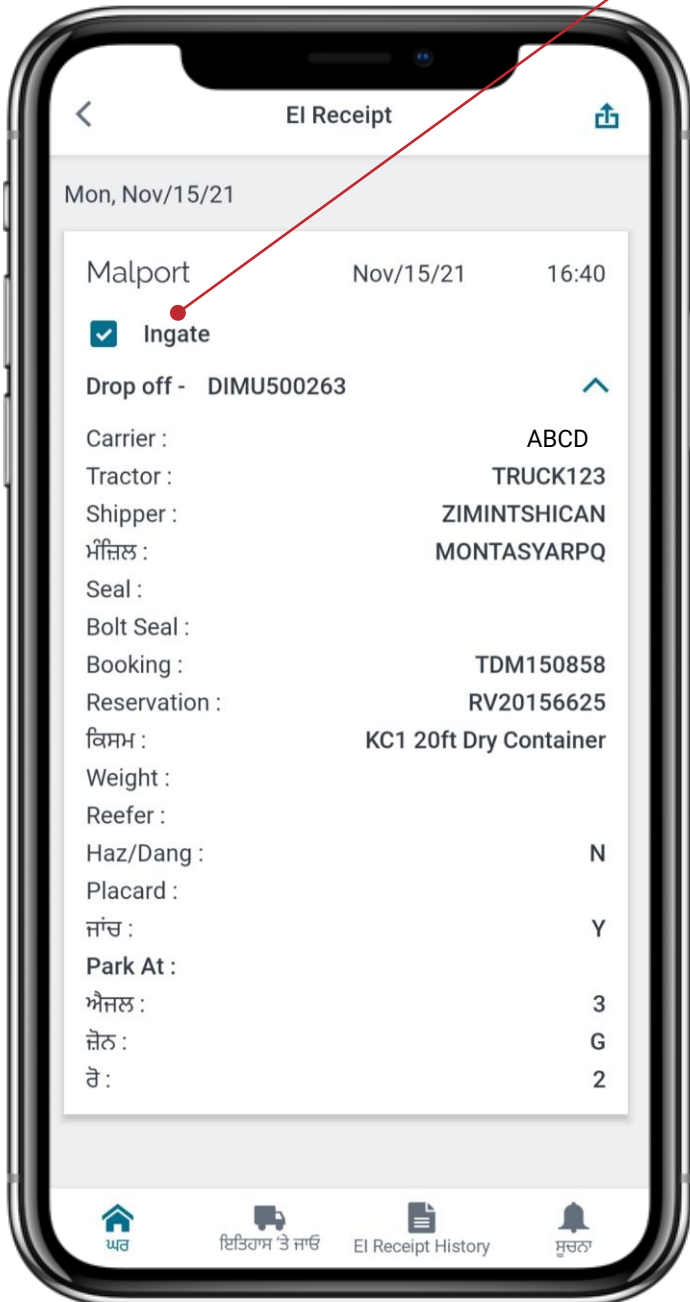 EI Receipt
Mon, Nov/15/21
Malport Nov/15/21 16:40
Ingate
Drop off - DIMU500263
Carrier : ABCD
Tractor : TRUCK123
Shipper : ZIMINTSHICAN
ਮੰਜ਼ਿਲ : MONTASYARPQ
Seal :
Bolt Seal :
Booking : TDM150858
Reservation : RV20156625
ਕਿਸਮ : KC1 20ft Dry Container
Weight :
Reefer :
Haz/Dang : N
Placard :
ਜਾਂਚ : Y
Park At :
ਐਜਲ : 3
ਜ਼ੋਨ : G
ਰੋ : 2
ਘਰ ਇਤਿਹਾਸ 'ਤੇ ਜਾਓ EI Receipt History ਸੂਚਨਾ